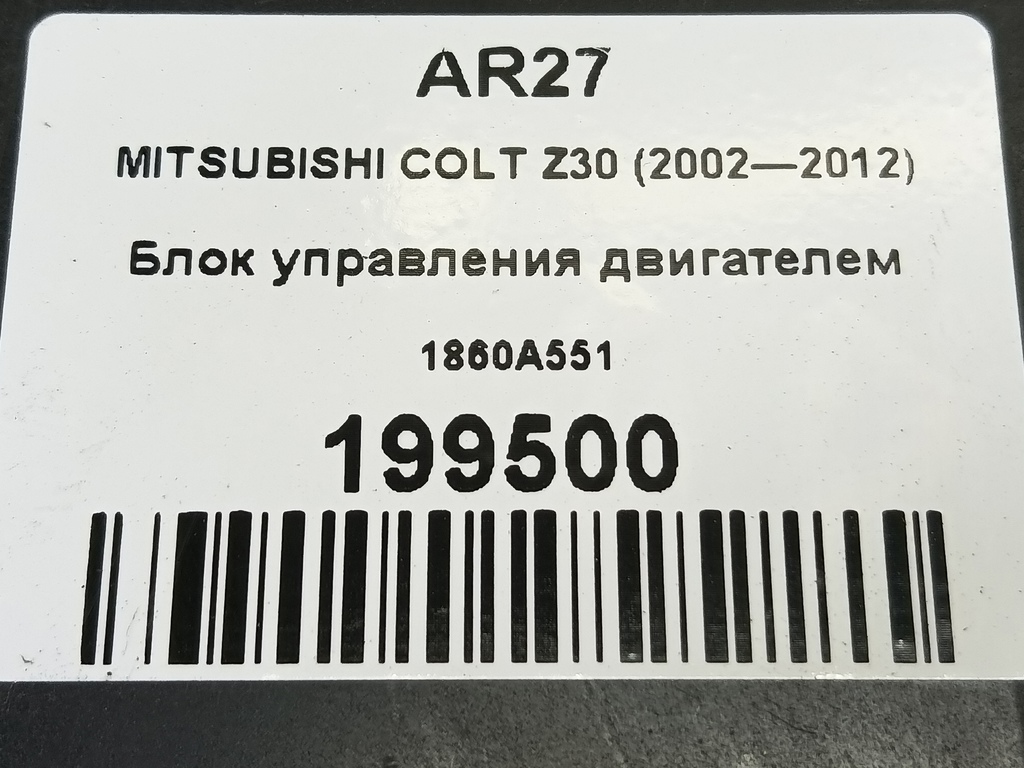 AR27
MITSUBISHI COLT Z30 (2002—2012)
Блок управления двигателем
1860A551
199500